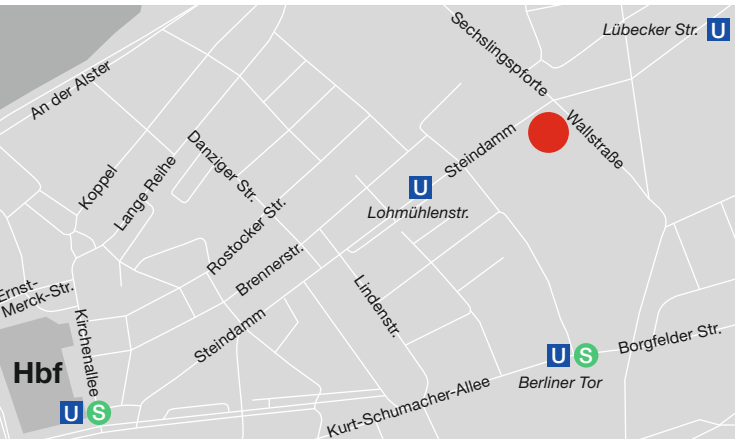 Sechslingspforte
Lübecker Str. U
An der Alster
Wallstraße
Steindamm
Danziger Str.
Koppel
Lange Reihe
U
Lohmühlenstr.
Rostocker Str.
Brennerstr.
Ernst-
Merck-Str.
Kirchenallee
Steindamm
Lindenstr.
Hbf
U S
Borgfelder Str.
U S
Berliner Tor
Kurt-Schumacher-Allee